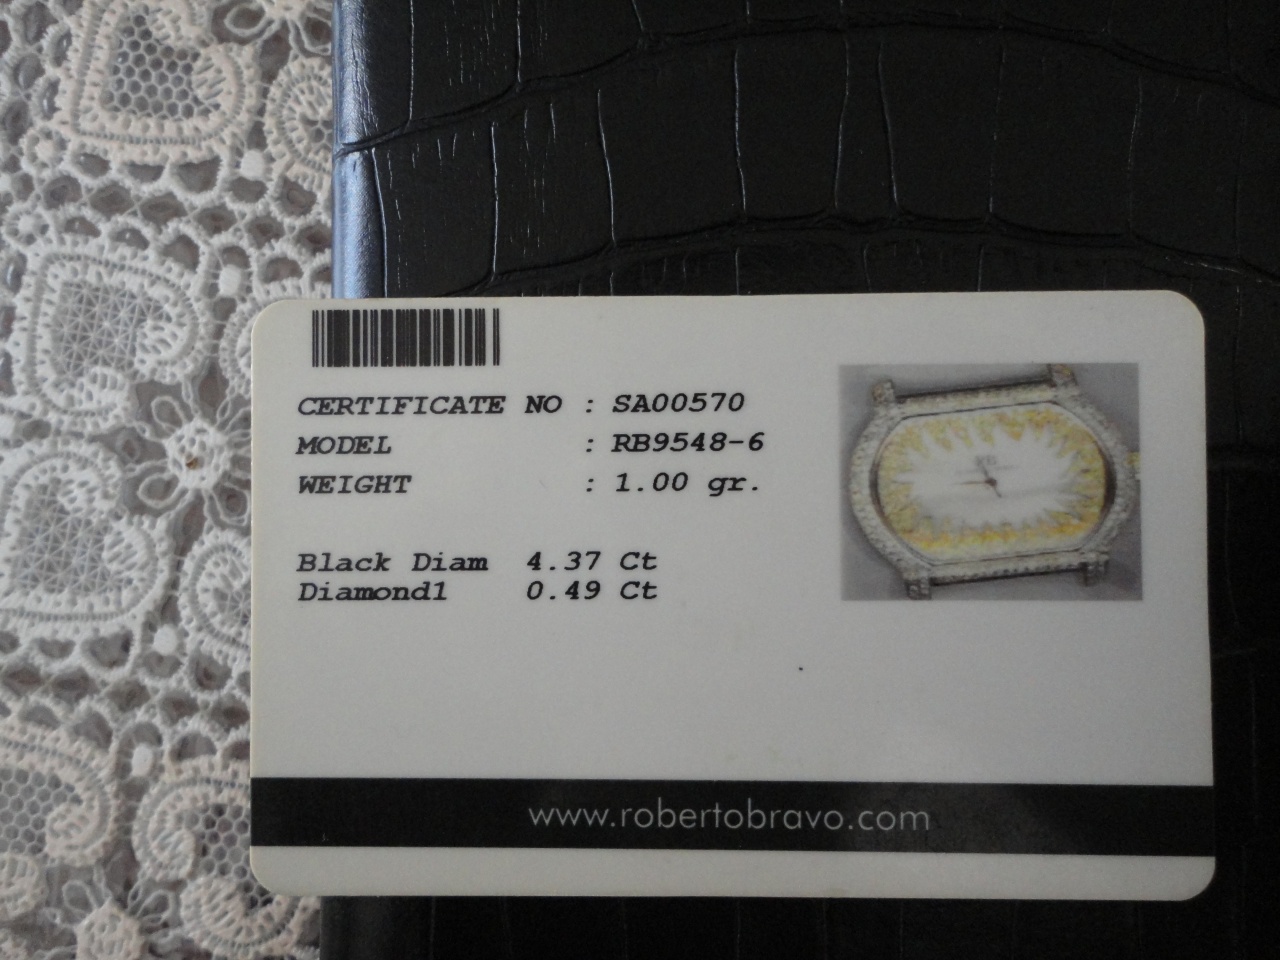 CERTIFICATE NO : SA00570
MODEL : RB9548-6
WEIGHT : 1.00 gr.
Black Diam 4.37 Ct
Diamond1 0.49 Ct
www.robertobravo.com